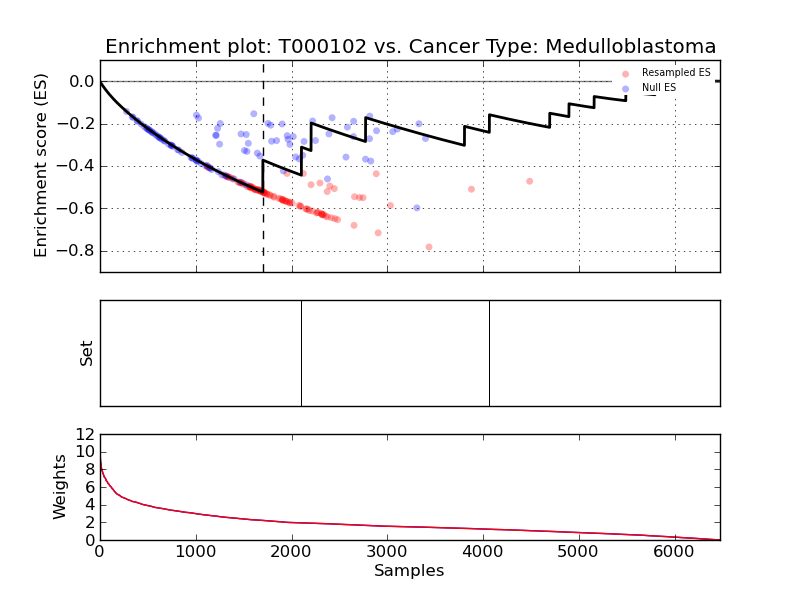 Enrichment plot: T000102 vs. Cancer Type: Medulloblastoma
Enrichment score (ES)
0.0
−0.2
−0.4
−0.6
−0.8
Resampled ES
Null ES
Set
Weights
12
10
8
6
4
2
0
0 1000 2000 3000 4000 5000 6000
Samples